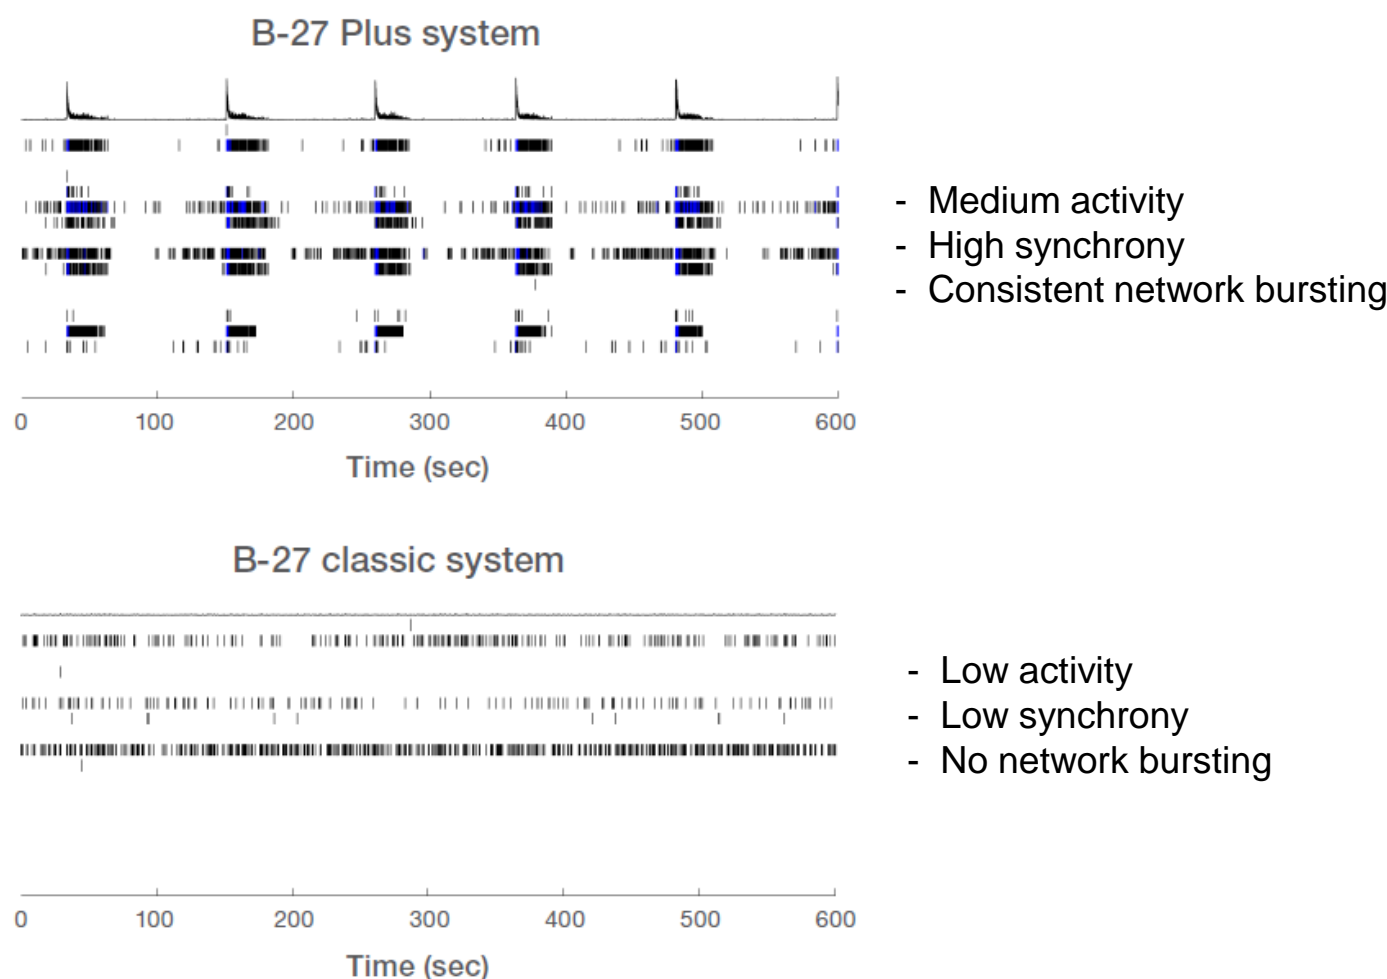 B-27 Plus system
- Medium activity
- High synchrony
- Consistent network bursting
0 100 200 300 400 500 600
Time (sec)
B-27 classic system
- Low activity
- Low synchrony
- No network bursting
0 100 200 300 400 500 600
Time (sec)